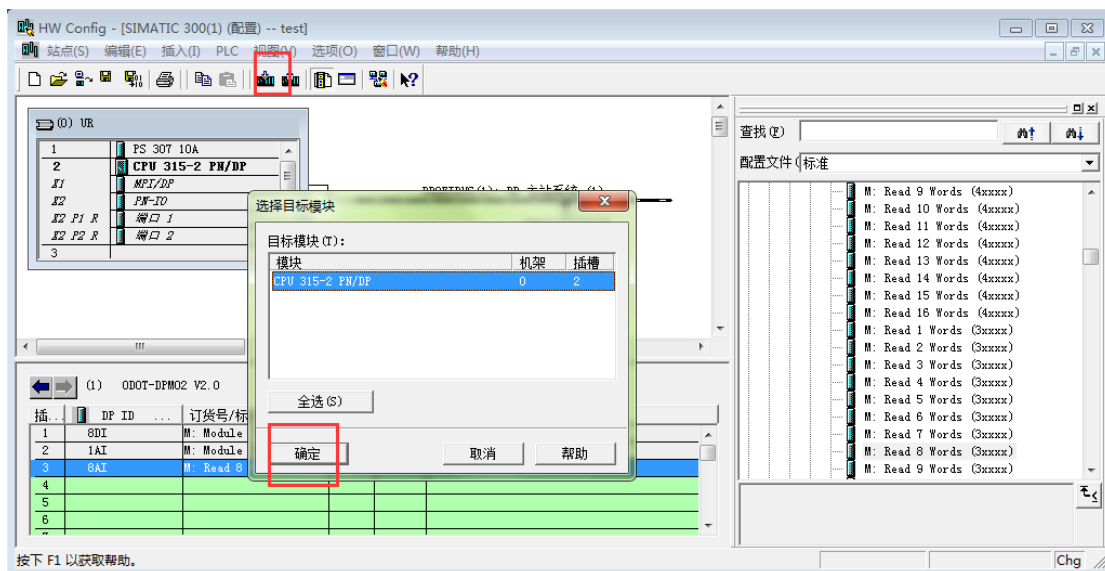 HW Config - [SIMATIC 300(1) (配置) -- test]
站点(S) 编辑(E) 插入(I) PLC 视图(V) 选项(O) 窗口(W) 帮助(H)
(0) UR
1 PS 307 10A
2 CPU 315-2 PN/DP
X1 MPI/DP
X2 PN-IO
X2 P1 R 端口 1
X2 P2 R 端口 2
3
PROFIBUS(1): DP 主站系统 (1)
选择目标模块
目标模块(T):
模块 机架 插槽
CPU 315-2 PN/DP 0 2
全选(S)
确定 取消 帮助
(1) ODOT-DPM02 V2.0
插... DP ID ... 订货号/标
1 8DI M: Module
2 1AI M: Module
3 8AI M: Read 8
4
5
6
查找(F)
配置文件(标准
M: Read 9 Words (4xxxx)
M: Read 10 Words (4xxxx)
M: Read 11 Words (4xxxx)
M: Read 12 Words (4xxxx)
M: Read 13 Words (4xxxx)
M: Read 14 Words (4xxxx)
M: Read 15 Words (4xxxx)
M: Read 16 Words (4xxxx)
M: Read 1 Words (3xxxx)
M: Read 2 Words (3xxxx)
M: Read 3 Words (3xxxx)
M: Read 4 Words (3xxxx)
M: Read 5 Words (3xxxx)
M: Read 6 Words (3xxxx)
M: Read 7 Words (3xxxx)
M: Read 8 Words (3xxxx)
M: Read 9 Words (3xxxx)
按下 F1 以获取帮助。
Chg